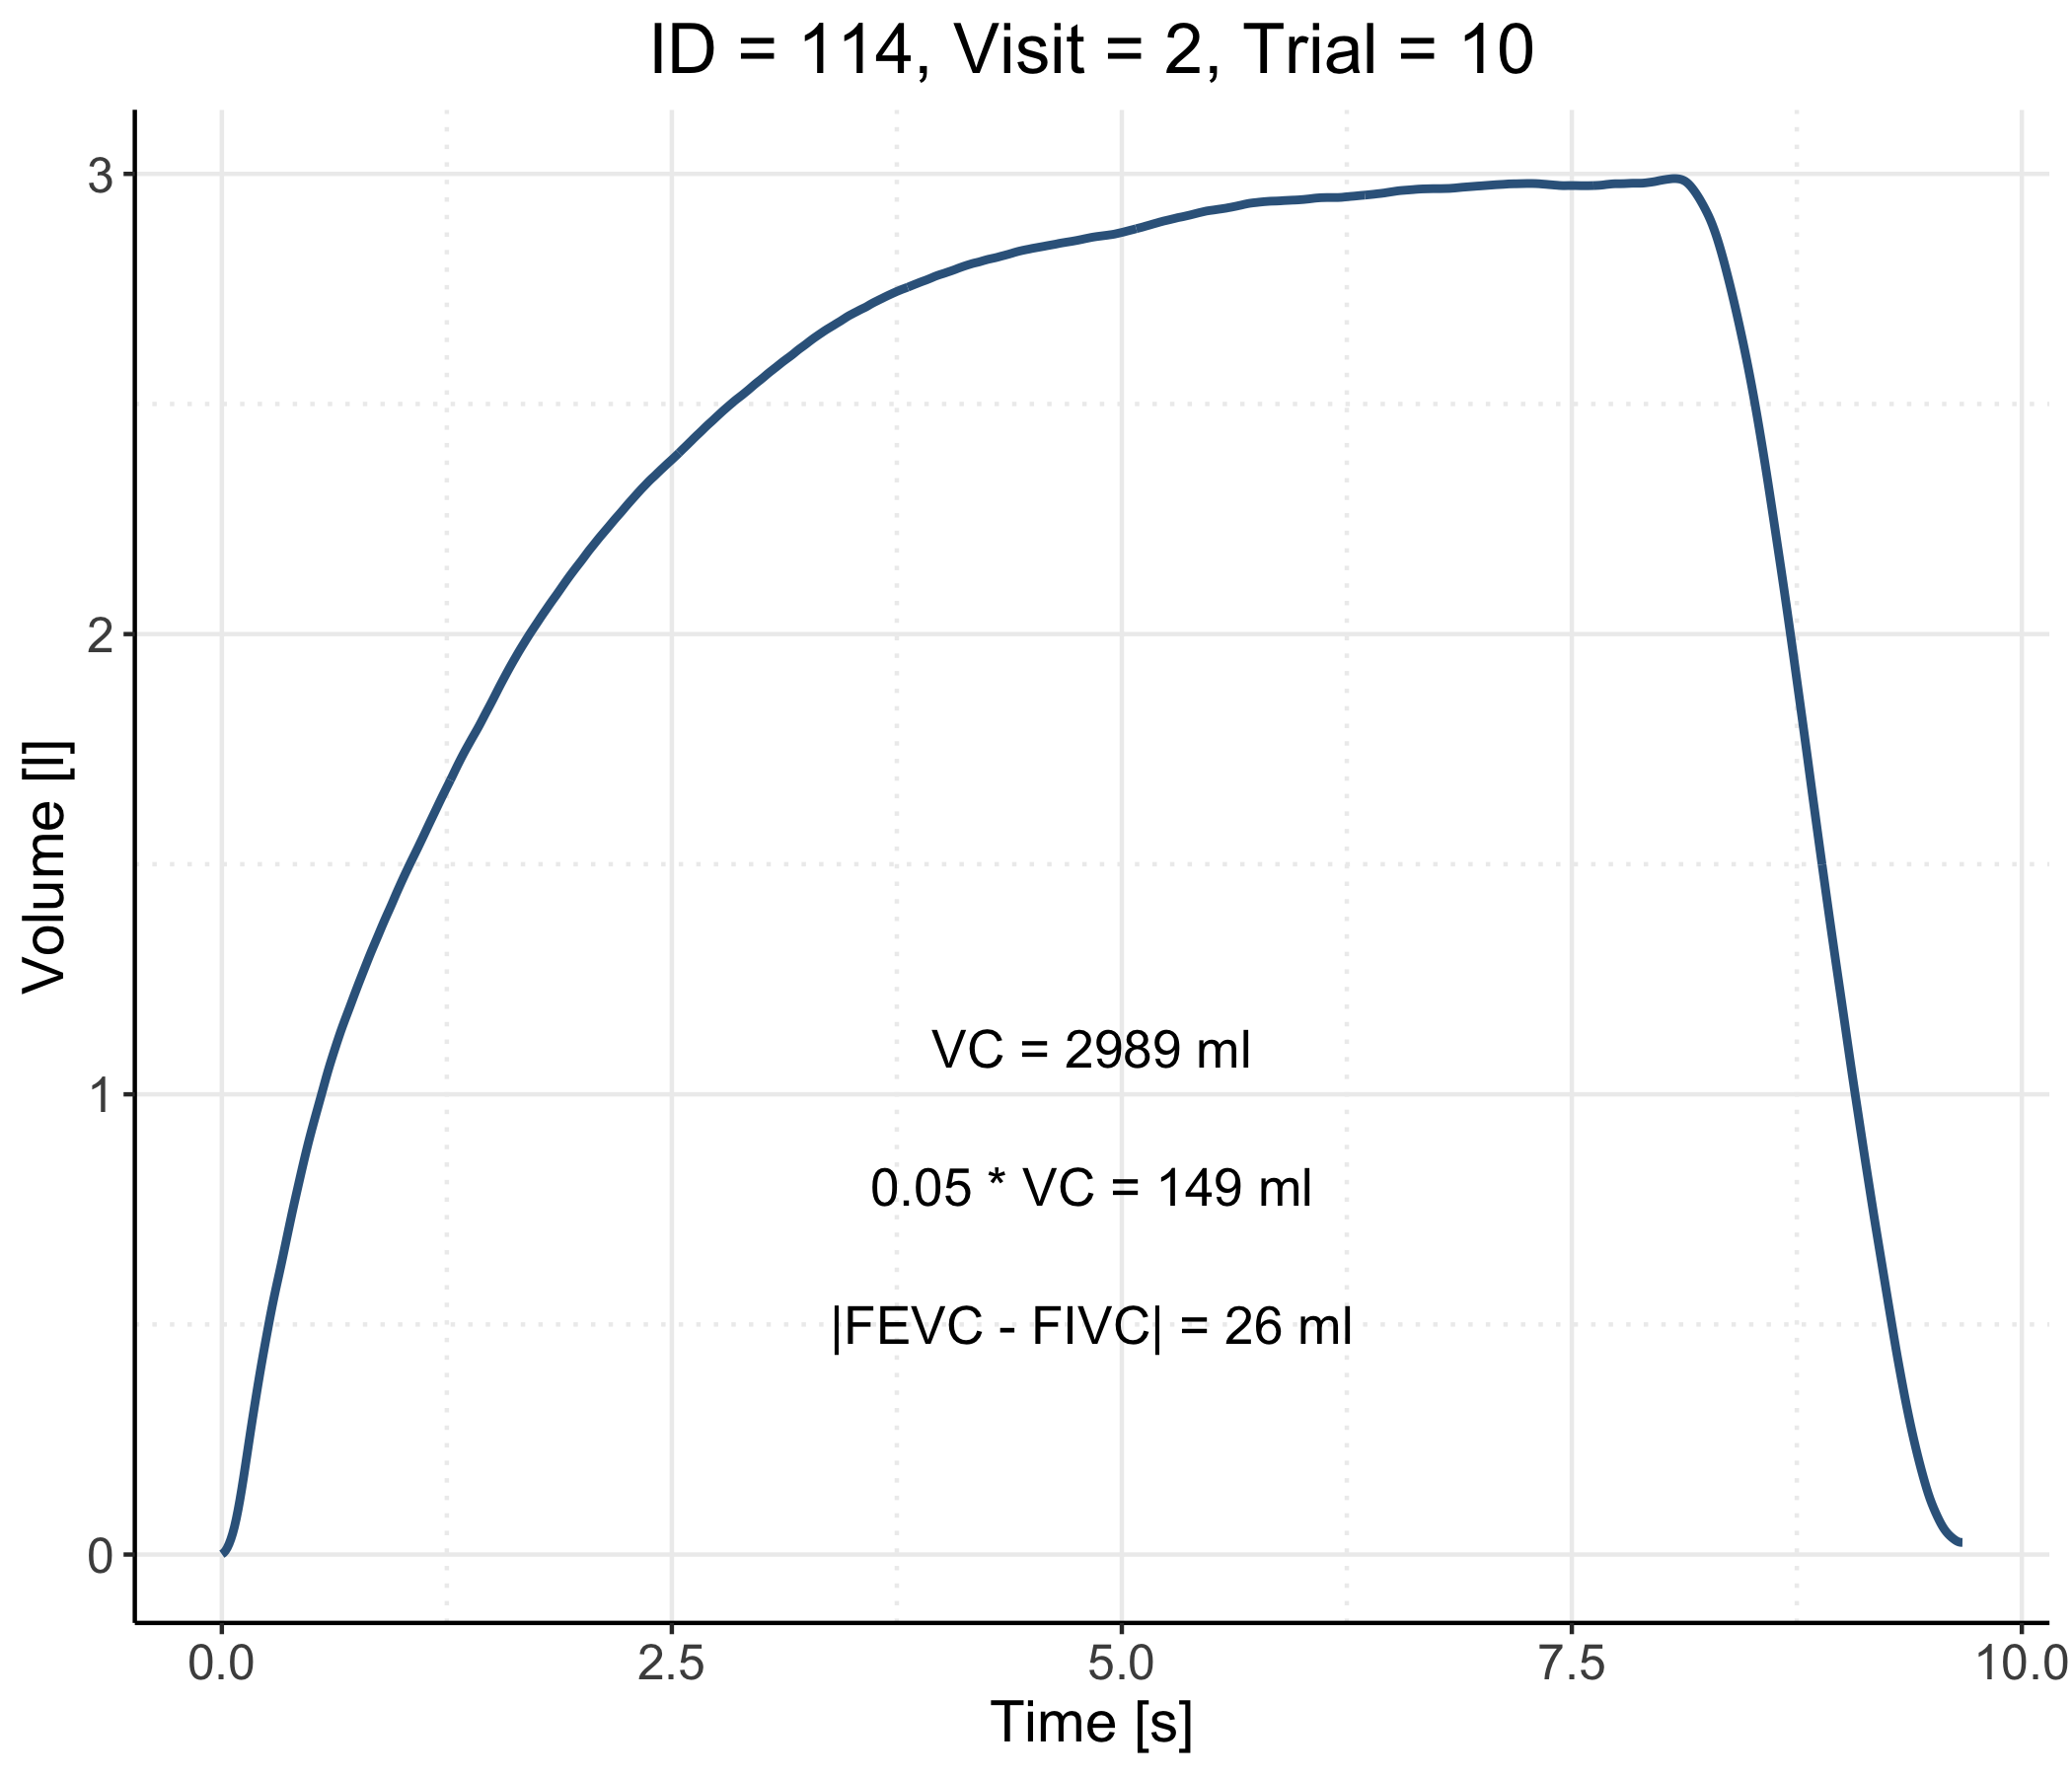 ID = 114, Visit = 2, Trial = 10
3
2
1
0
Volume [l]
VC = 2989 ml
0.05 * VC = 149 ml
|FEVC - FIVC| = 26 ml
0.0 2.5 5.0 7.5 10.0
Time [s]